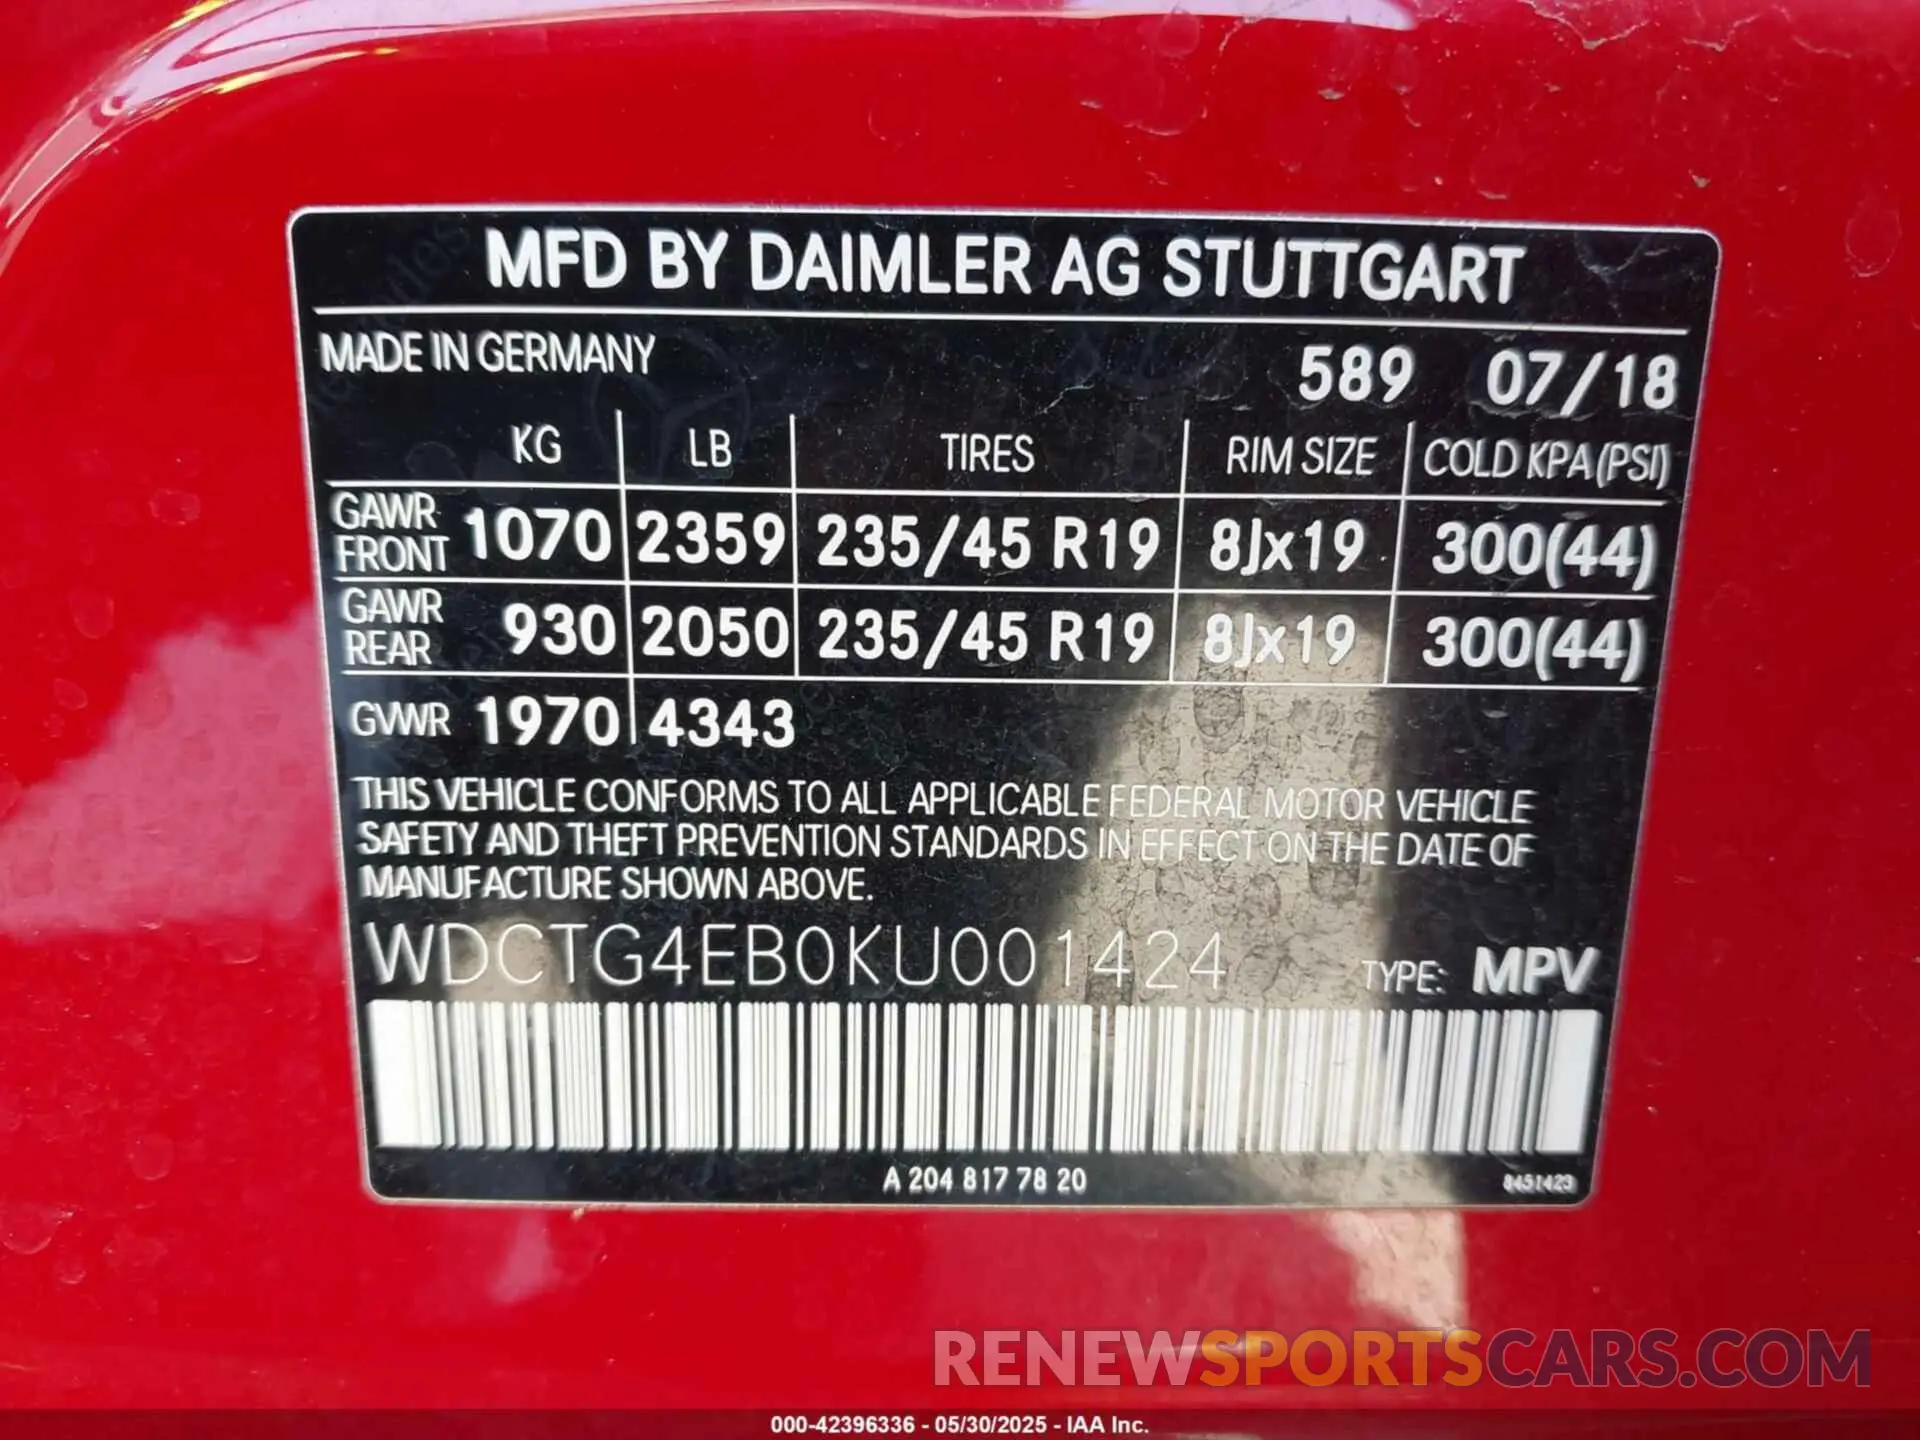 MFD BY DAIMLER AG STUTTGART
MADE IN GERMANY 589 07/18
KG LB TIRES RIM SIZE COLD KPA(PSI)
GAWR FRONT 1070 2359 235/45 R19 8Jx19 300(44)
GAWR REAR 930 2050 235/45 R19 8Jx19 300(44)
GVWR 1970 4343
THIS VEHICLE CONFORMS TO ALL APPLICABLE FEDERAL MOTOR VEHICLE
SAFETY AND THEFT PREVENTION STANDARDS IN EFFECT ON THE DATE OF
MANUFACTURE SHOWN ABOVE.
WDCTG4EB0KU001424 TYPE: MPV
A 204 817 78 20 8451423
RENEWSPORTSCARS.COM
000-42396336 - 05/30/2025 - IAA Inc.